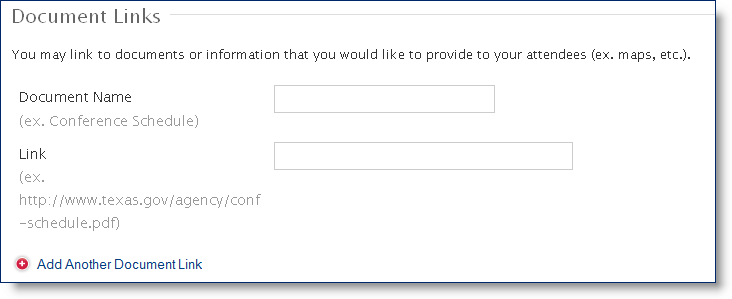 Document Links
You may link to documents or information that you would like to provide to your attendees (ex. maps, etc.).
Document Name
(ex. Conference Schedule)
Link
(ex.
http://www.texas.gov/agency/conf
-schedule.pdf)
Add Another Document Link